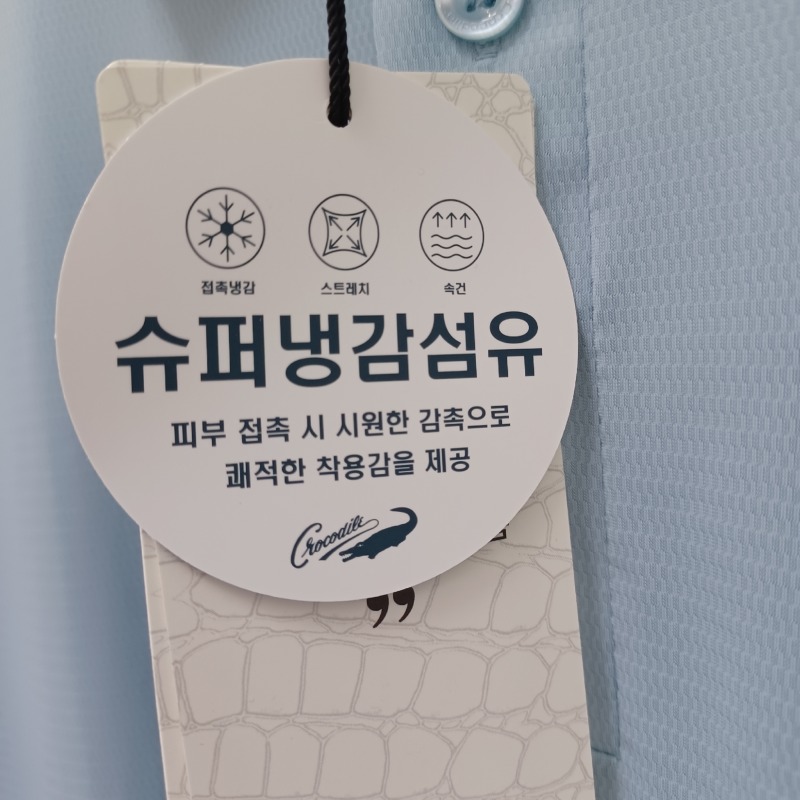 접촉냉감 스트레치 속건
슈퍼냉감섬유
피부 접촉 시 시원한 감촉으로
쾌적한 착용감을 제공
Crocodile
”